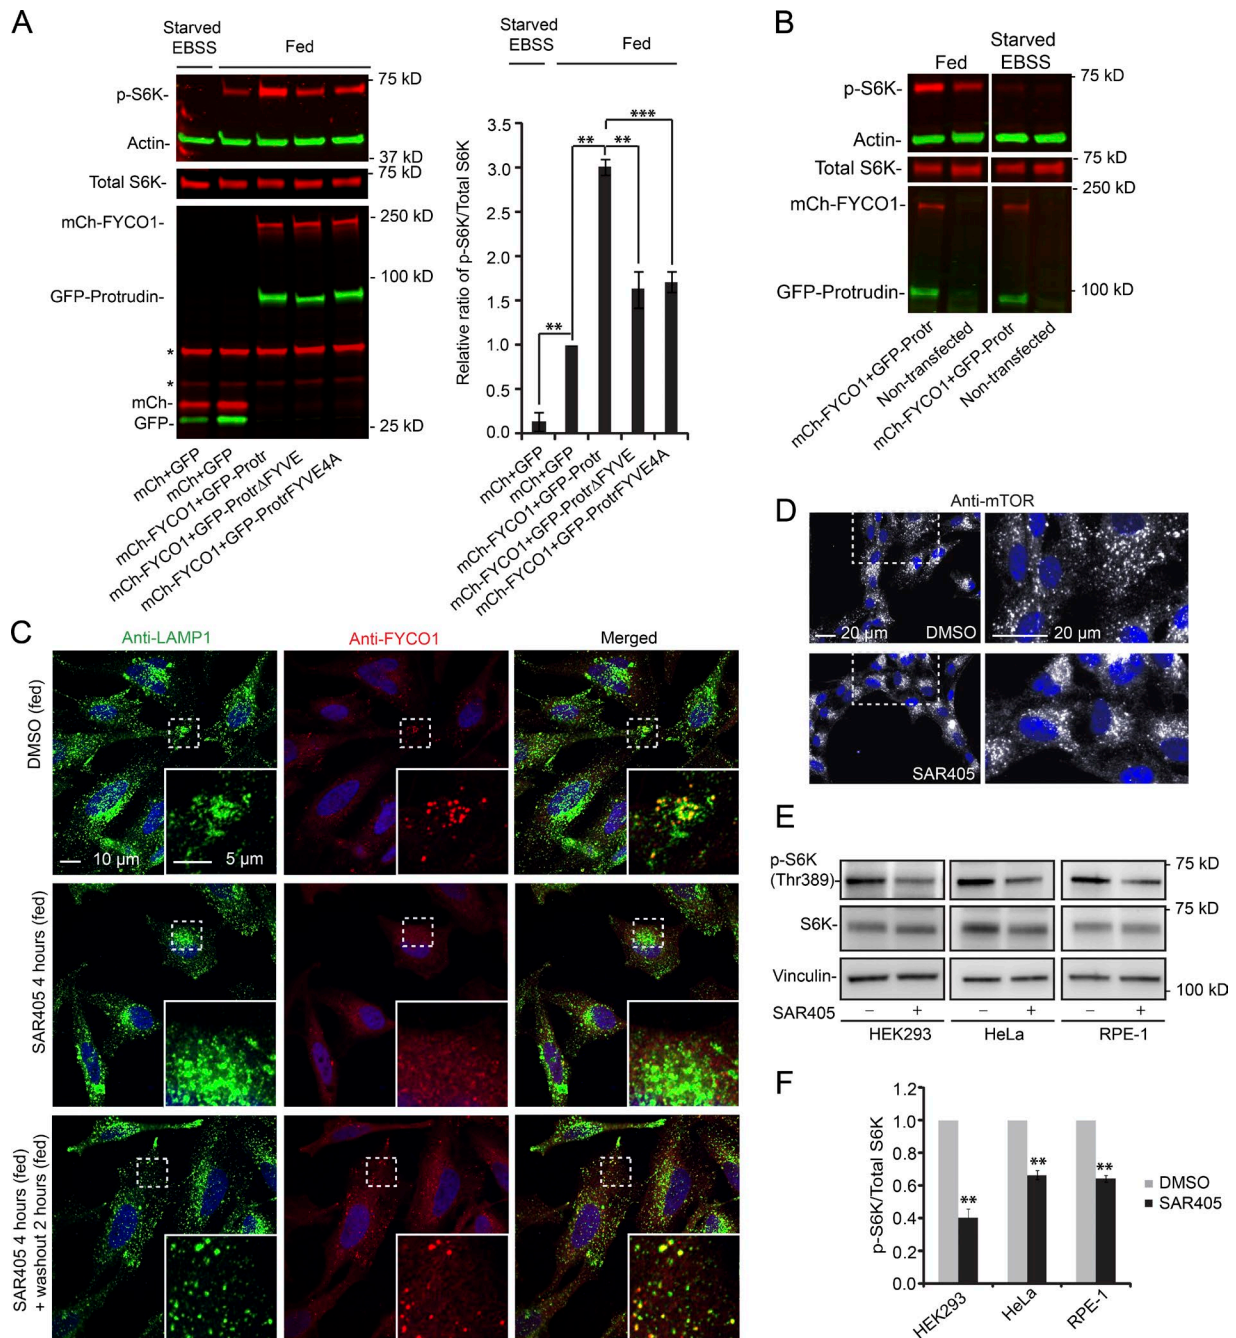 A
Starved
EBSS
Fed
p-S6K-
75 kD
Actin-
37 kD
75 kD
Total S6K-
mCh-FYCO1-
250 kD
100 kD
GFP-Protrudin-
*
*
mCh-
GFP-
25 kD
mCh+GFP
mCh+GFP
mCh-FYCO1+GFP-Protr
mCh-FYCO1+GFP-ProtrΔFYVE
mCh-FYCO1+GFP-ProtrFYVE4A
Starved
EBSS
Fed
Relative ratio of p-S6K/Total S6K
3.5
3.0
2.5
2.0
1.5
1.0
0.5
0.0
**
**
**
***
mCh+GFP
mCh+GFP
mCh-FYCO1+GFP-Protr
mCh-FYCO1+GFP-ProtrΔFYVE
mCh-FYCO1+GFP-ProtrFYVE4A
B
Fed
Starved
EBSS
p-S6K-
75 kD
Actin-
Total S6K-
75 kD
250 kD
mCh-FYCO1-
GFP-Protrudin-
100 kD
mCh-FYCO1+GFP-Protr
Non-transfected
mCh-FYCO1+GFP-Protr
Non-transfected
C
Anti-LAMP1
Anti-FYCO1
Merged
DMSO (fed)
10 µm
5 µm
SAR405 4 hours (fed)
SAR405 4 hours (fed)
+ washout 2 hours (fed)
D
Anti-mTOR
20 µm
DMSO
20 µm
SAR405
E
p-S6K
(Thr389)-
75 kD
75 kD
S6K-
Vinculin-
100 kD
SAR405
– + – + – +
HEK293
HeLa
RPE-1
F
p-S6K/Total S6K
1.2
1.0
0.8
0.6
0.4
0.2
0.0
**
**
**
DMSO
SAR405
HEK293
HeLa
RPE-1